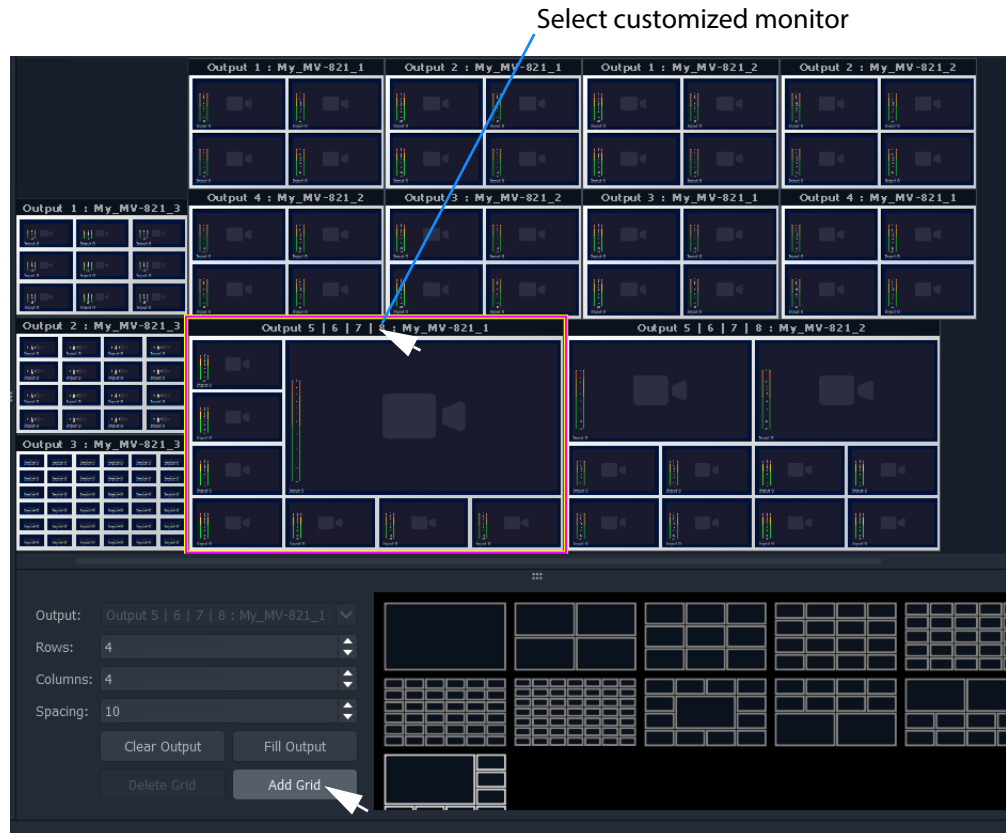 Select customized monitor
Output 1 : My_MV-821_1
Output 2 : My_MV-821_1
Output 1 : My_MV-821_2
Output 2 : My_MV-821_2
Output 4 : My_MV-821_2
Output 3 : My_MV-821_2
Output 3 : My_MV-821_1
Output 4 : My_MV-821_1
Output 1 : My_MV-821_3
Output 2 : My_MV-821_3
Output 5 | 6 | 7 | 8 : My_MV-821_1
Output 5 | 6 | 7 | 8 : My_MV-821_2
Output 3 : My_MV-821_3
Output:
Output 5 | 6 | 7 | 8 : My_MV-821_1
Rows:
4
Columns:
4
Spacing:
10
Clear Output
Fill Output
Delete Grid
Add Grid